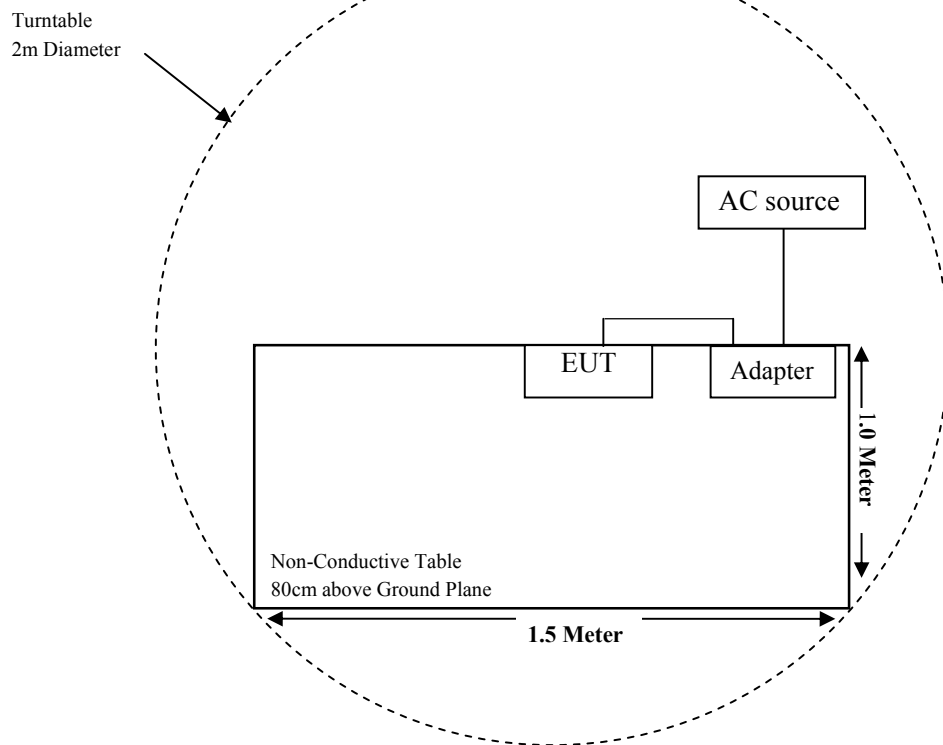 Turntable
2m Diameter
AC source
EUT
Adapter
1.0 Meter
Non-Conductive Table
80cm above Ground Plane
1.5 Meter